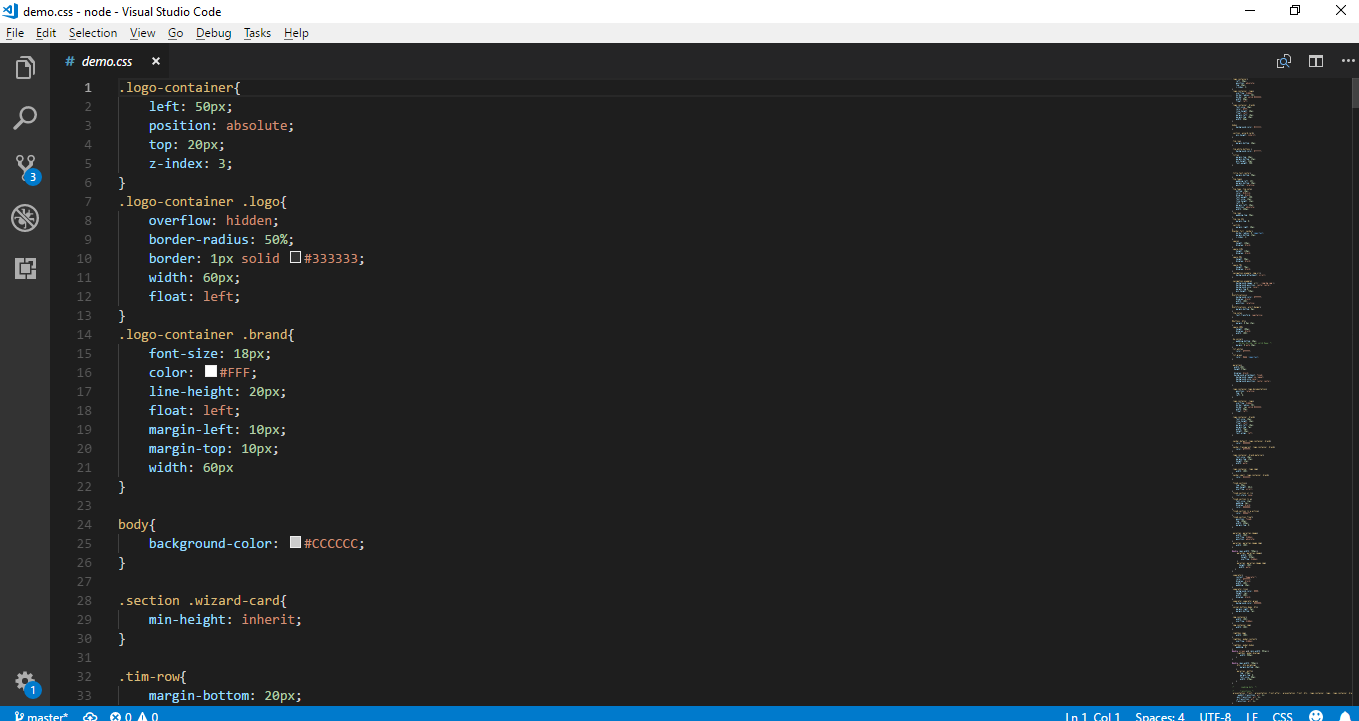 demo.css - node - Visual Studio Code
File Edit Selection View Go Debug Tasks Help
# demo.css ×
1 .logo-container{
2     left: 50px;
3     position: absolute;
4     top: 20px;
5     z-index: 3;
6 }
7 .logo-container .logo{
8     overflow: hidden;
9     border-radius: 50%;
10     border: 1px solid #333333;
11     width: 60px;
12     float: left;
13 }
14 .logo-container .brand{
15     font-size: 18px;
16     color: #FFF;
17     line-height: 20px;
18     float: left;
19     margin-left: 10px;
20     margin-top: 10px;
21     width: 60px
22 }
23
24 body{
25     background-color: #CCCCCC;
26 }
27
28 .section .wizard-card{
29     min-height: inherit;
30 }
31
32 .tim-row{
33     margin-bottom: 20px;
3
1
master* 0 0 Ln 1, Col 1 Spaces: 4 UTF-8 LF CSS